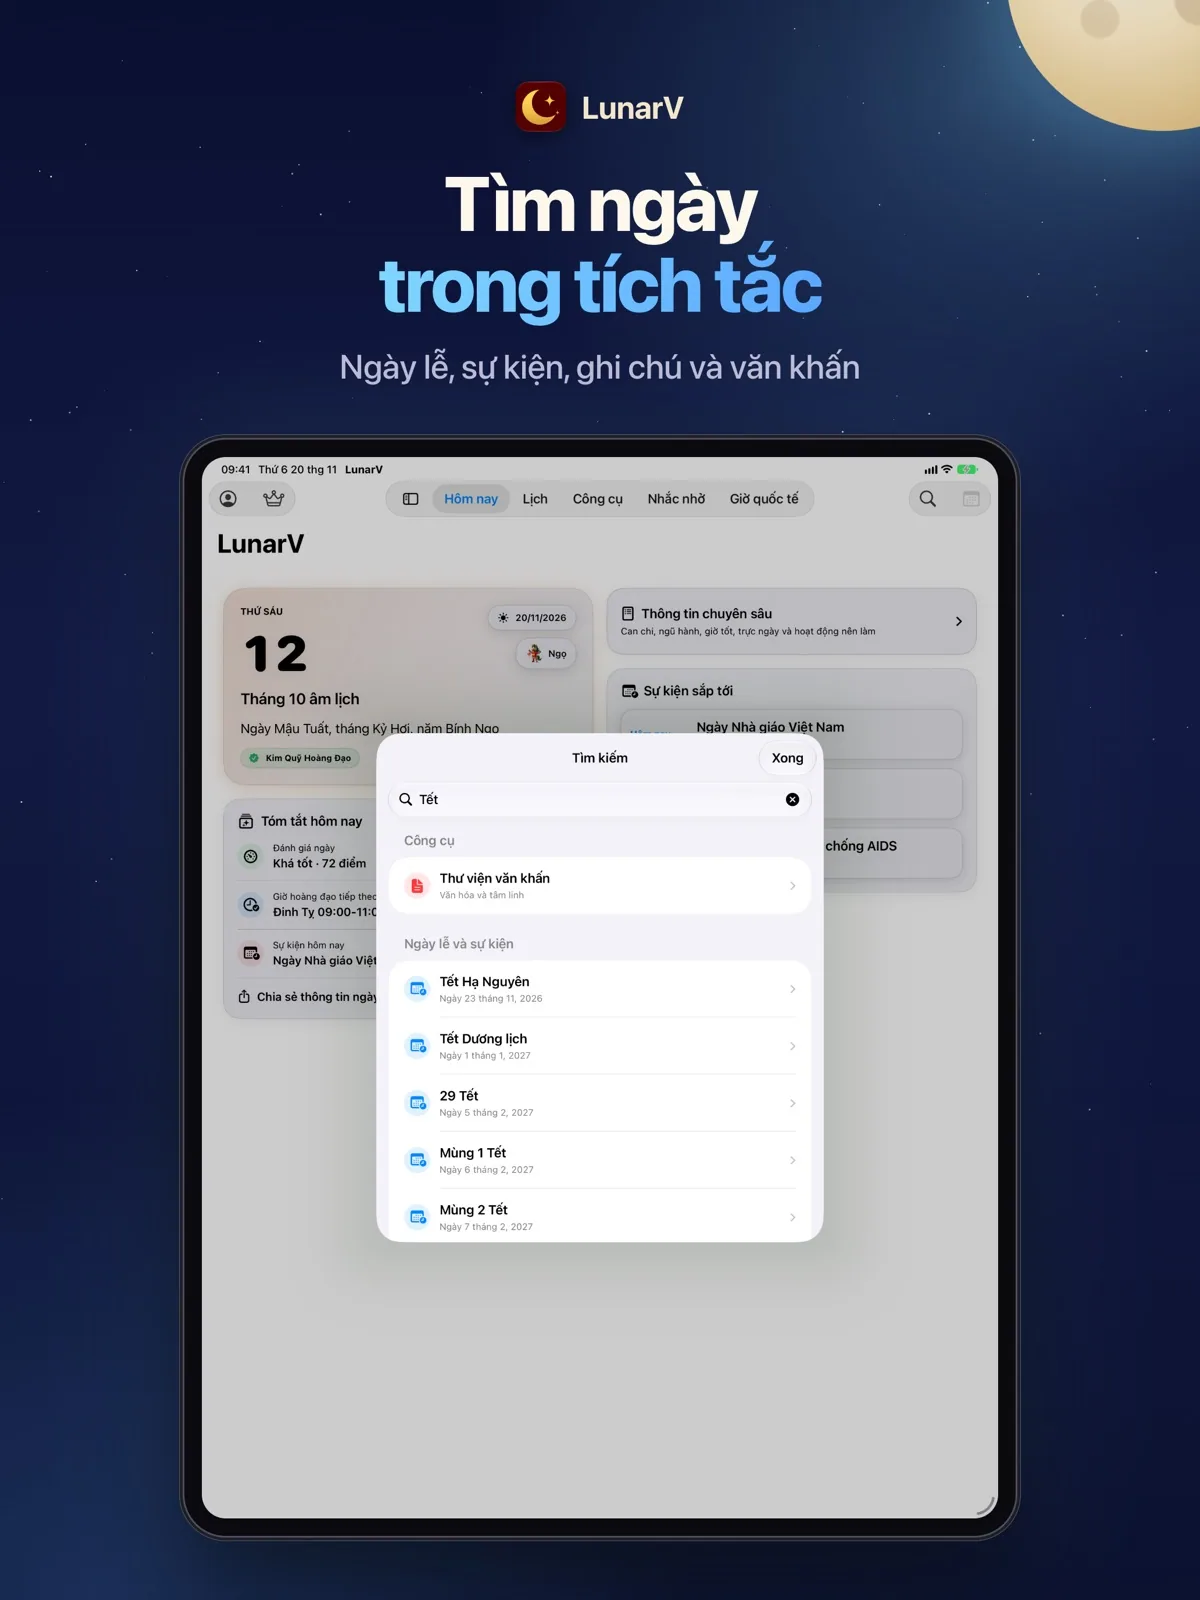 LunarV
Tìm ngày
trong tích tắc
Ngày lễ, sự kiện, ghi chú và văn khấn
09:41 Thứ 6 20 thg 11 LunarV
Hôm nay Lịch Công cụ Nhắc nhở Giờ quốc tế
LunarV
THỨ SÁU
20/11/2026
12
Ngọ
Tháng 10 âm lịch
Ngày Mậu Tuất, tháng Kỷ Hợi, năm Bính Ngọ
Kim Quỹ Hoàng Đạo
Thông tin chuyên sâu
Can chi, ngũ hành, giờ tốt, trực ngày và hoạt động nên làm
Sự kiện sắp tới
Ngày Nhà giáo Việt Nam
chống AIDS
Tóm tắt hôm nay
Đánh giá ngày
Khá tốt · 72 điểm
Giờ hoàng đạo tiếp theo
Đinh Tỵ 09:00-11:0
Sự kiện hôm nay
Ngày Nhà giáo Việt
Chia sẻ thông tin ngày
Tìm kiếm
Xong
Tết
Công cụ
Thư viện văn khấn
Văn hóa và tâm linh
Ngày lễ và sự kiện
Tết Hạ Nguyên
Ngày 23 tháng 11, 2026
Tết Dương lịch
Ngày 1 tháng 1, 2027
29 Tết
Ngày 5 tháng 2, 2027
Mùng 1 Tết
Ngày 6 tháng 2, 2027
Mùng 2 Tết
Ngày 7 tháng 2, 2027